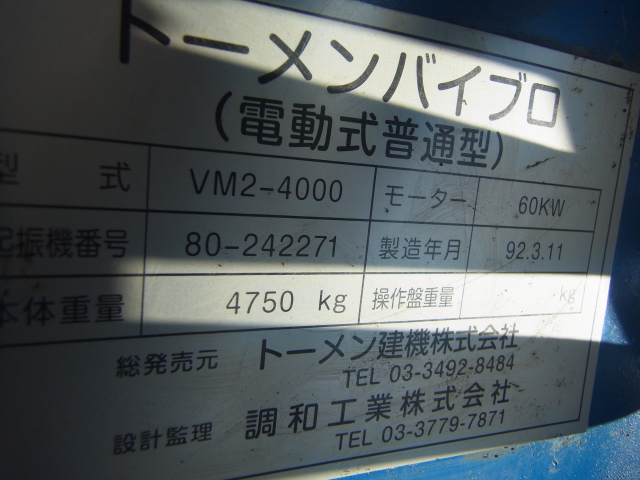 トーメンバイブロ
(電動式普通型)
型 式 VM2-4000 モーター 60KW
起振機番号 80-242271 製造年月 92.3.11
本体重量 4750 kg 操作盤重量 kg
総発売元 トーメン建機株式会社
TEL 03-3492-8484
設計監理 調和工業株式会社
TEL 03-3779-7871